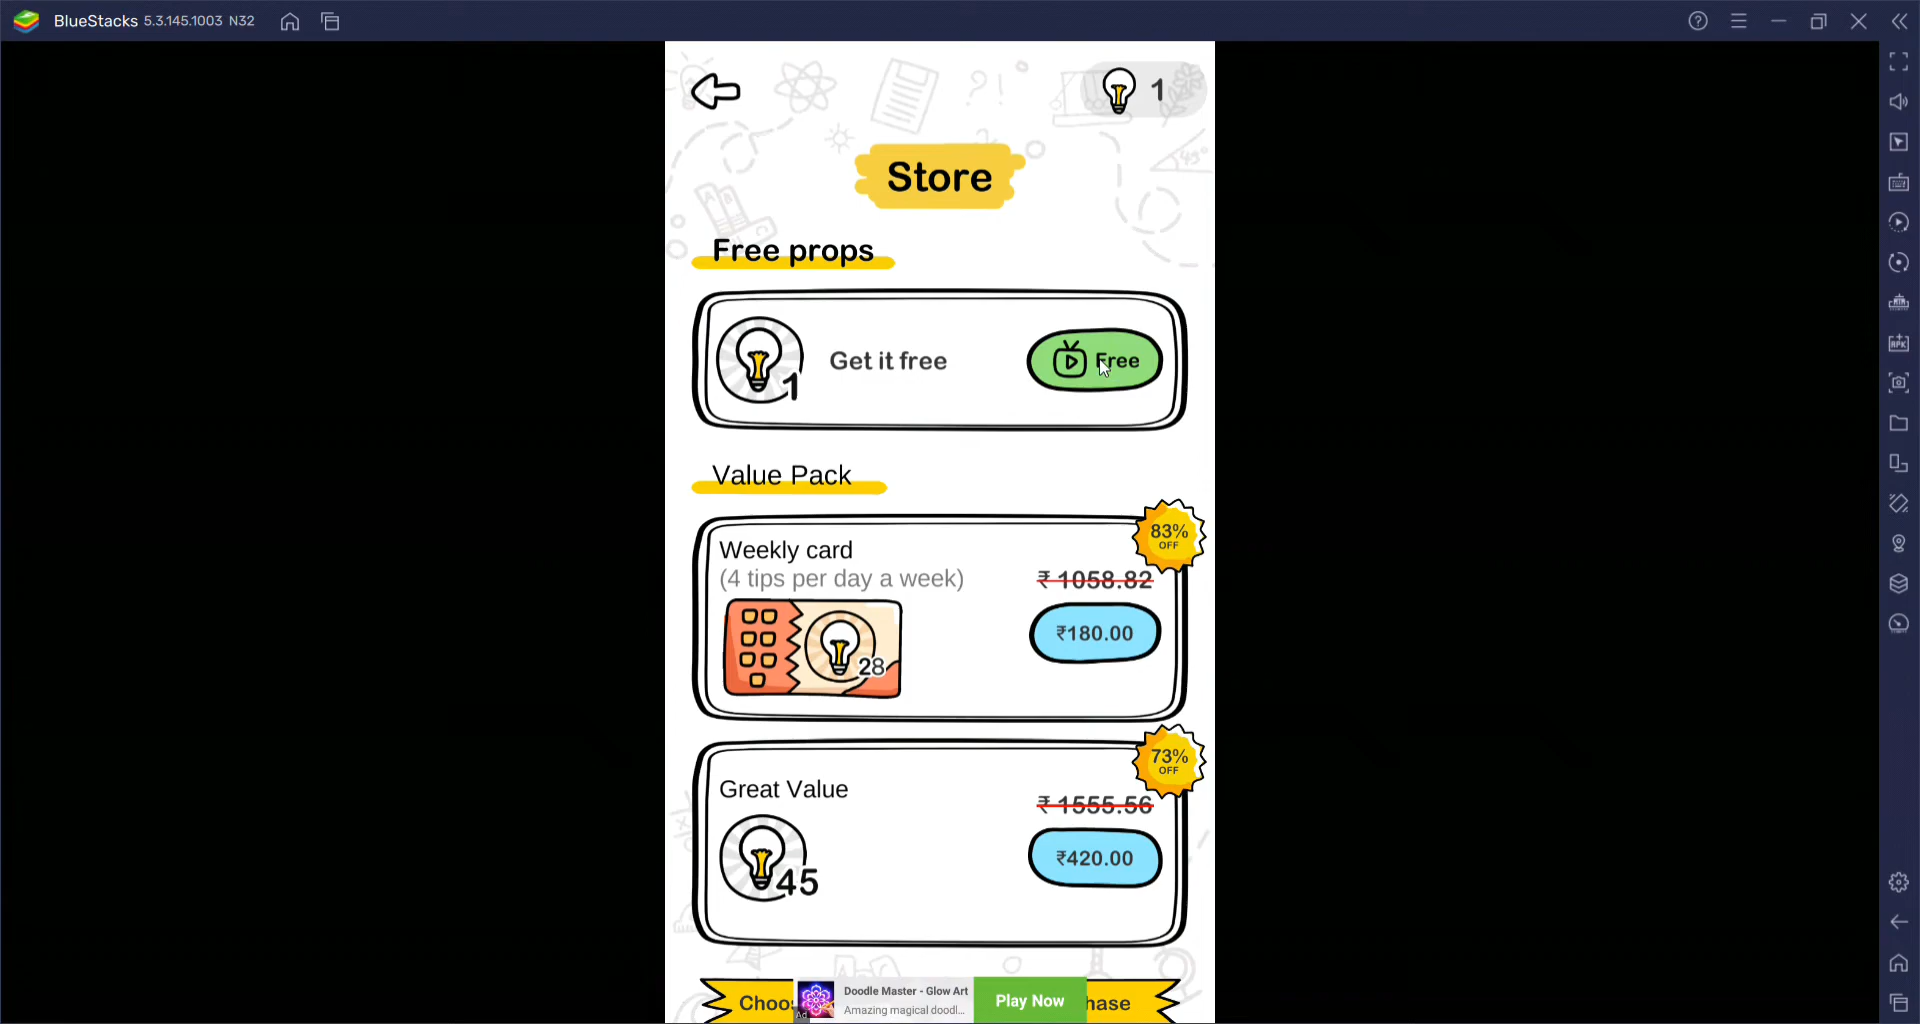 BlueStacks 5.3.145.1003 N32
1
Store
Free props
1
Get it free
Free
Value Pack
83%
OFF
Weekly card
(4 tips per day a week)
₹ 1058.82
28
₹180.00
73%
OFF
Great Value
₹ 1555.56
45
₹420.00
Doodle Master - Glow Art
Amazing magical doodl...
Ad
Play Now